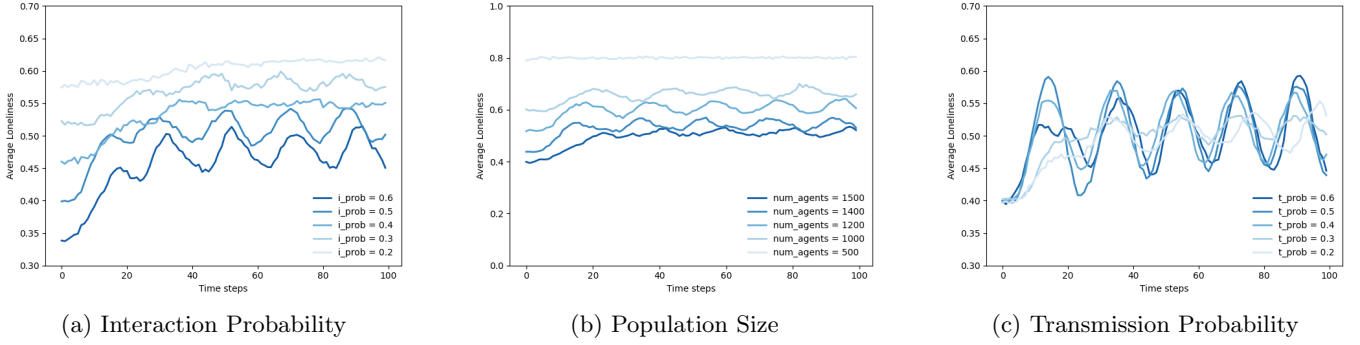 0.70
0.65
0.60
0.55
0.50
0.45
0.40
0.35
0.30
Average Loneliness
0 20 40 60 80 100
Time steps
i_prob = 0.6
i_prob = 0.5
i_prob = 0.4
i_prob = 0.3
i_prob = 0.2
(a) Interaction Probability
1.0
0.8
0.6
0.4
0.2
0.0
Average Loneliness
0 20 40 60 80 100
Time steps
num_agents = 1500
num_agents = 1400
num_agents = 1200
num_agents = 1000
num_agents = 500
(b) Population Size
0.70
0.65
0.60
0.55
0.50
0.45
0.40
0.35
0.30
Average Loneliness
0 20 40 60 80 100
Time steps
t_prob = 0.6
t_prob = 0.5
t_prob = 0.4
t_prob = 0.3
t_prob = 0.2
(c) Transmission Probability